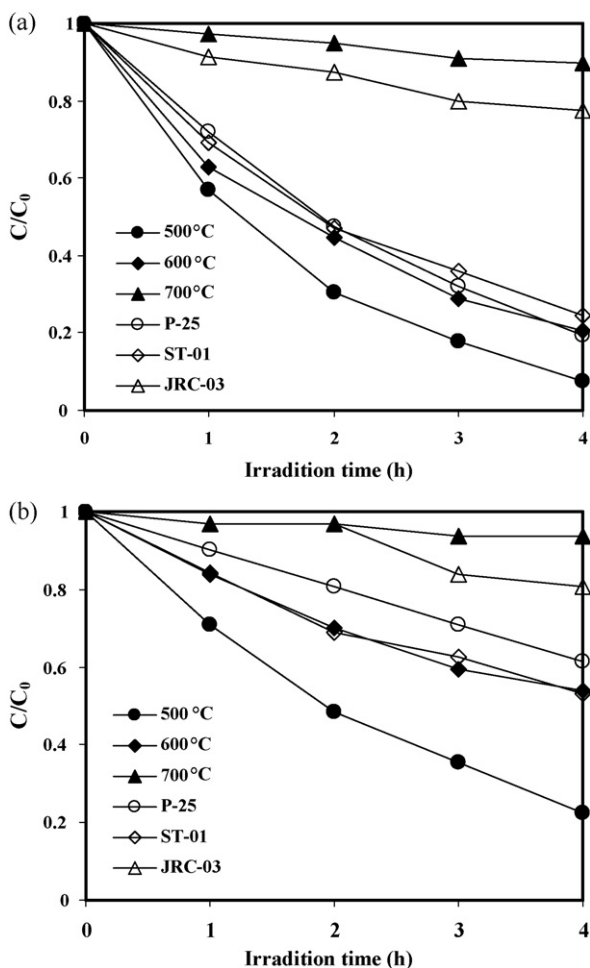 (a)
1
0.8
0.6
0.4
0.2
0
C/C0
500°C
600°C
700°C
P-25
ST-01
JRC-03
0 1 2 3 4
Irradition time (h)
(b)
1
0.8
0.6
0.4
0.2
0
C/C0
500 °C
600°C
700°C
P-25
ST-01
JRC-03
0 1 2 3 4
Irradition time (h)